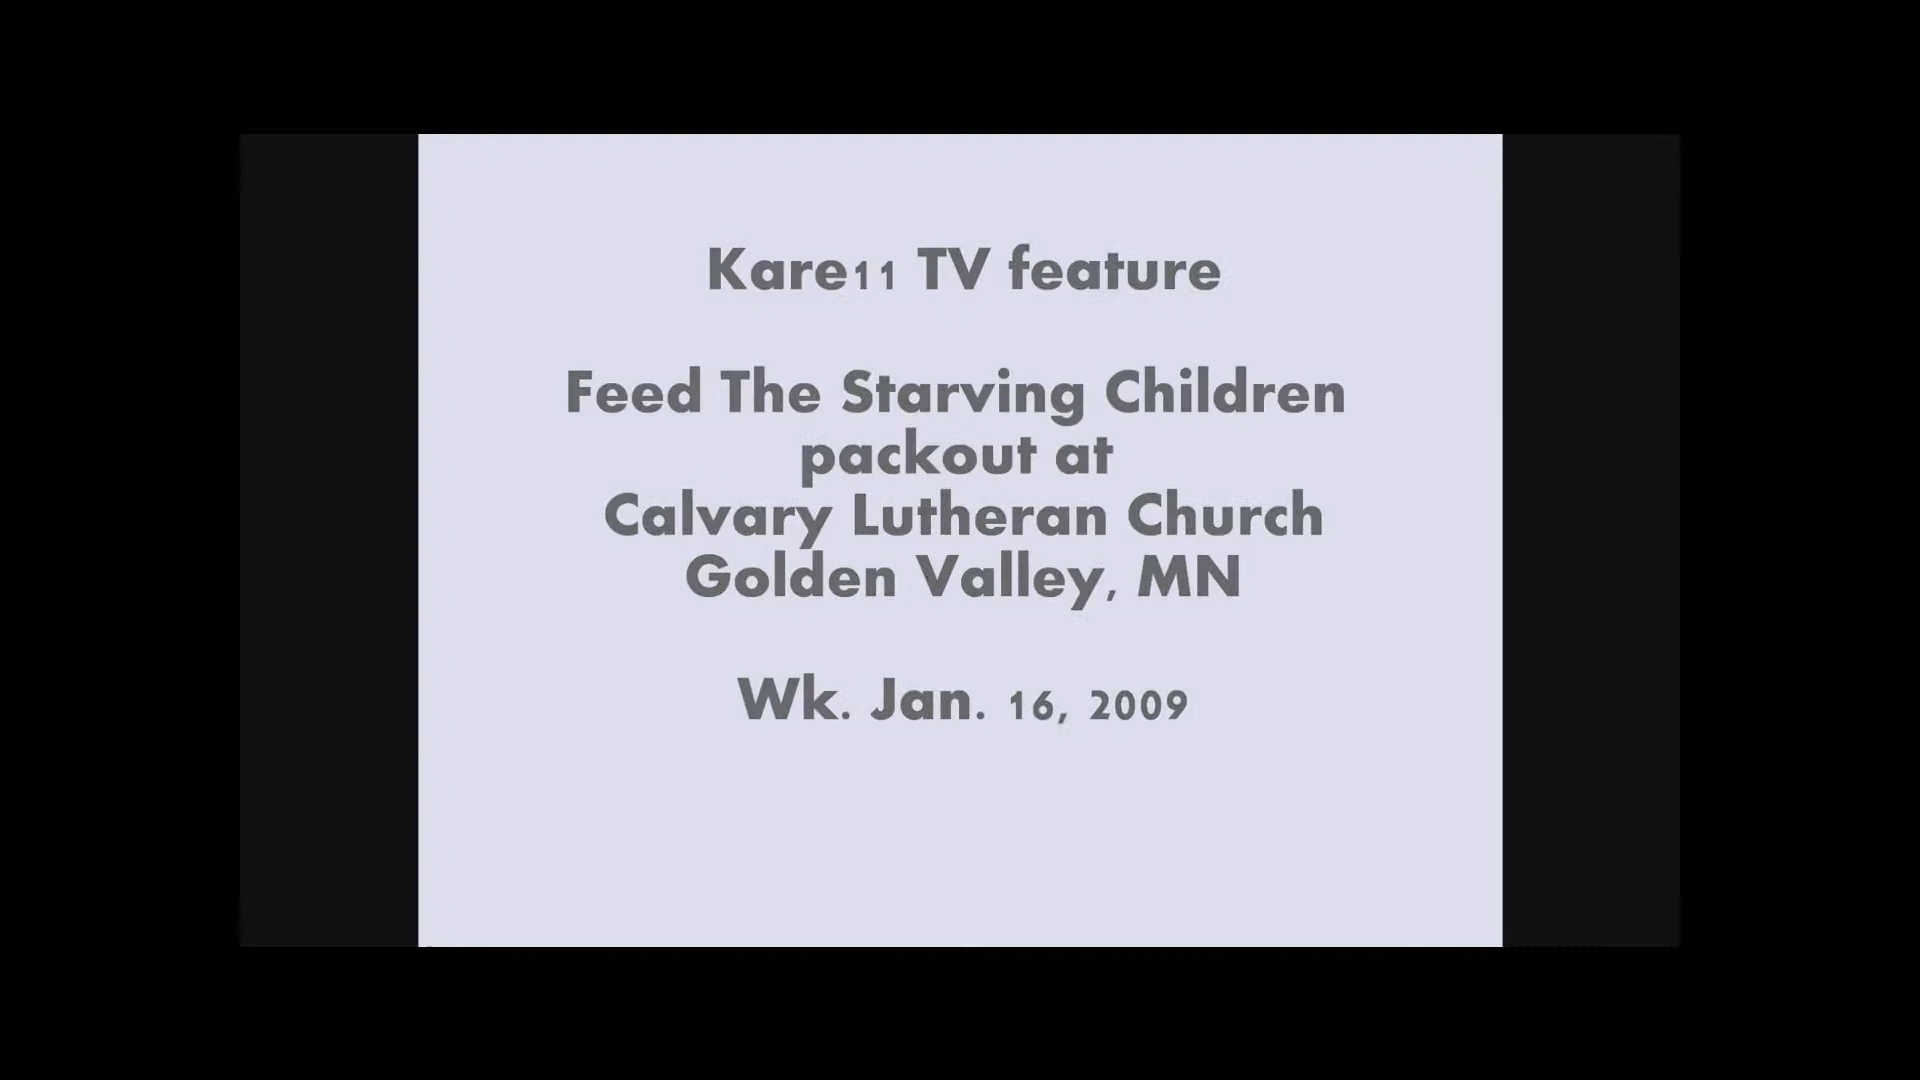 Kare11 TV feature
Feed The Starving Children
packout at
Calvary Lutheran Church
Golden Valley, MN
Wk. Jan. 16, 2009